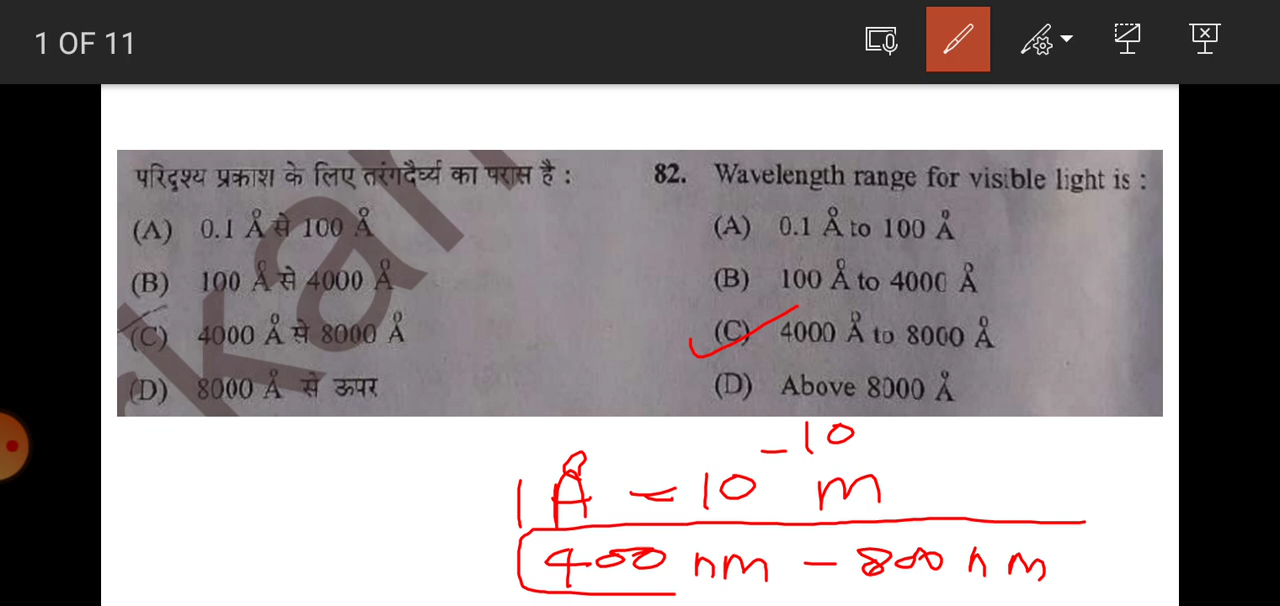 1 OF 11
परिदृश्य प्रकाश के लिए तरंगदैर्घ्य का परास है :
(A) 0.1 Å से 100 Å
(B) 100 Å से 4000 Å
(C) 4000 Å से 8000 Å
(D) 8000 Å से ऊपर
82. Wavelength range for visible light is :
(A) 0.1 Å to 100 Å
(B) 100 Å to 4000 Å
(C) 4000 Å to 8000 Å
(D) Above 8000 Å
1 Å = 10⁻¹⁰ m
400 nm – 800 nm